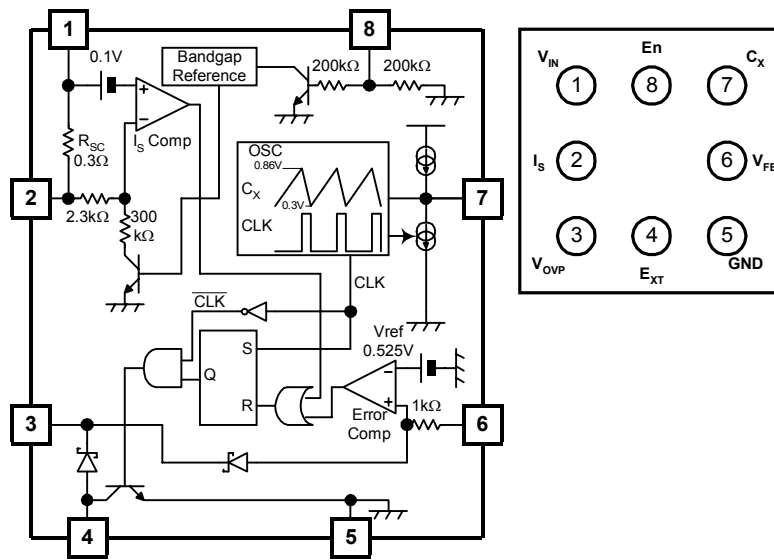 1
8
0.1V
Bandgap
Reference
200kΩ
200kΩ
+
−
I_S Comp
R_SC
0.3Ω
OSC
0.86V
C_X
0.3V
CLK
2
7
2.3kΩ
300
kΩ
CLK
CLK
Vref
0.525V
S
Q
R
−
+
Error
Comp
1kΩ
3
6
4
5
V_IN
En
C_X
1
8
7
I_S
2
6
V_FB
3
4
5
V_OVP
E_XT
GND